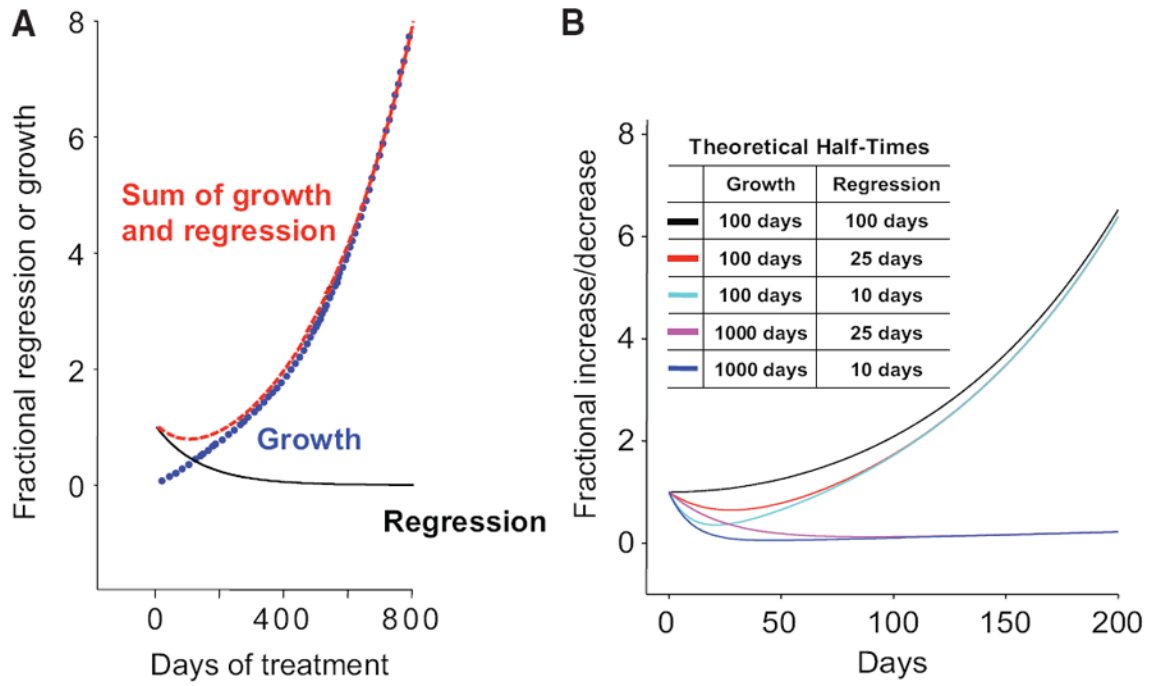 A
Fractional regression or growth
8
6
4
2
0
Sum of growth
and regression
Growth
Regression
0 400 800
Days of treatment
B
Fractional increase/decrease
8
6
4
2
0
Theoretical Half-Times
Growth Regression
100 days 100 days
100 days 25 days
100 days 10 days
1000 days 25 days
1000 days 10 days
0 50 100 150 200
Days